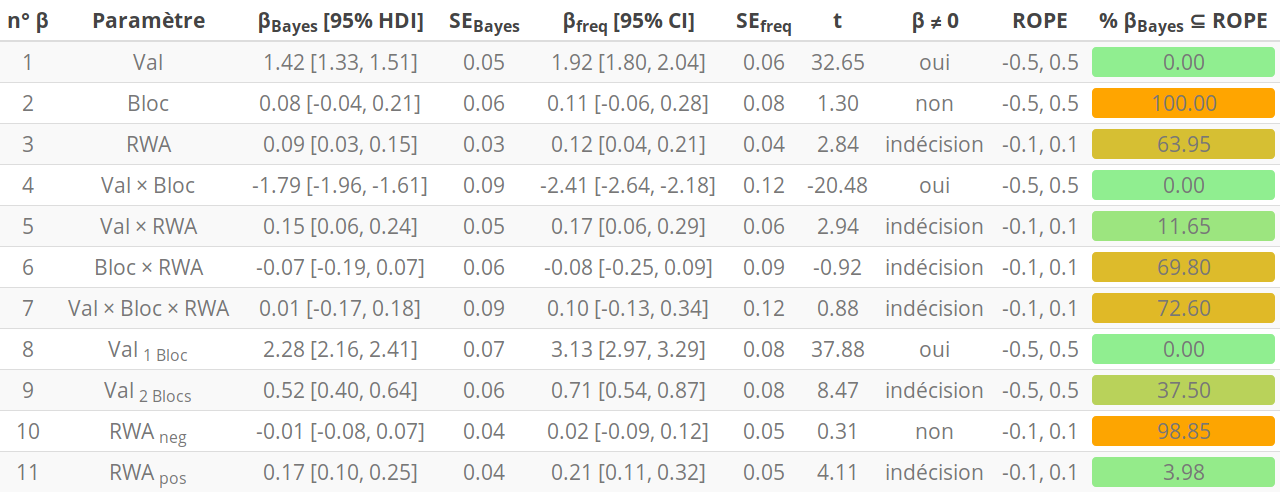 n° β Paramètre βBayes [95% HDI] SEBayes βfreq [95% CI] SEfreq t β ≠ 0 ROPE % βBayes ⊆ ROPE
1 Val 1.42 [1.33, 1.51] 0.05 1.92 [1.80, 2.04] 0.06 32.65 oui -0.5, 0.5 0.00
2 Bloc 0.08 [-0.04, 0.21] 0.06 0.11 [-0.06, 0.28] 0.08 1.30 non -0.5, 0.5 100.00
3 RWA 0.09 [0.03, 0.15] 0.03 0.12 [0.04, 0.21] 0.04 2.84 indécision -0.1, 0.1 63.95
4 Val × Bloc -1.79 [-1.96, -1.61] 0.09 -2.41 [-2.64, -2.18] 0.12 -20.48 oui -0.5, 0.5 0.00
5 Val × RWA 0.15 [0.06, 0.24] 0.05 0.17 [0.06, 0.29] 0.06 2.94 indécision -0.1, 0.1 11.65
6 Bloc × RWA -0.07 [-0.19, 0.07] 0.06 -0.08 [-0.25, 0.09] 0.09 -0.92 indécision -0.1, 0.1 69.80
7 Val × Bloc × RWA 0.01 [-0.17, 0.18] 0.09 0.10 [-0.13, 0.34] 0.12 0.88 indécision -0.1, 0.1 72.60
8 Val 1 Bloc 2.28 [2.16, 2.41] 0.07 3.13 [2.97, 3.29] 0.08 37.88 oui -0.5, 0.5 0.00
9 Val 2 Blocs 0.52 [0.40, 0.64] 0.06 0.71 [0.54, 0.87] 0.08 8.47 indécision -0.5, 0.5 37.50
10 RWA neg -0.01 [-0.08, 0.07] 0.04 0.02 [-0.09, 0.12] 0.05 0.31 non -0.1, 0.1 98.85
11 RWA pos 0.17 [0.10, 0.25] 0.04 0.21 [0.11, 0.32] 0.05 4.11 indécision -0.1, 0.1 3.98